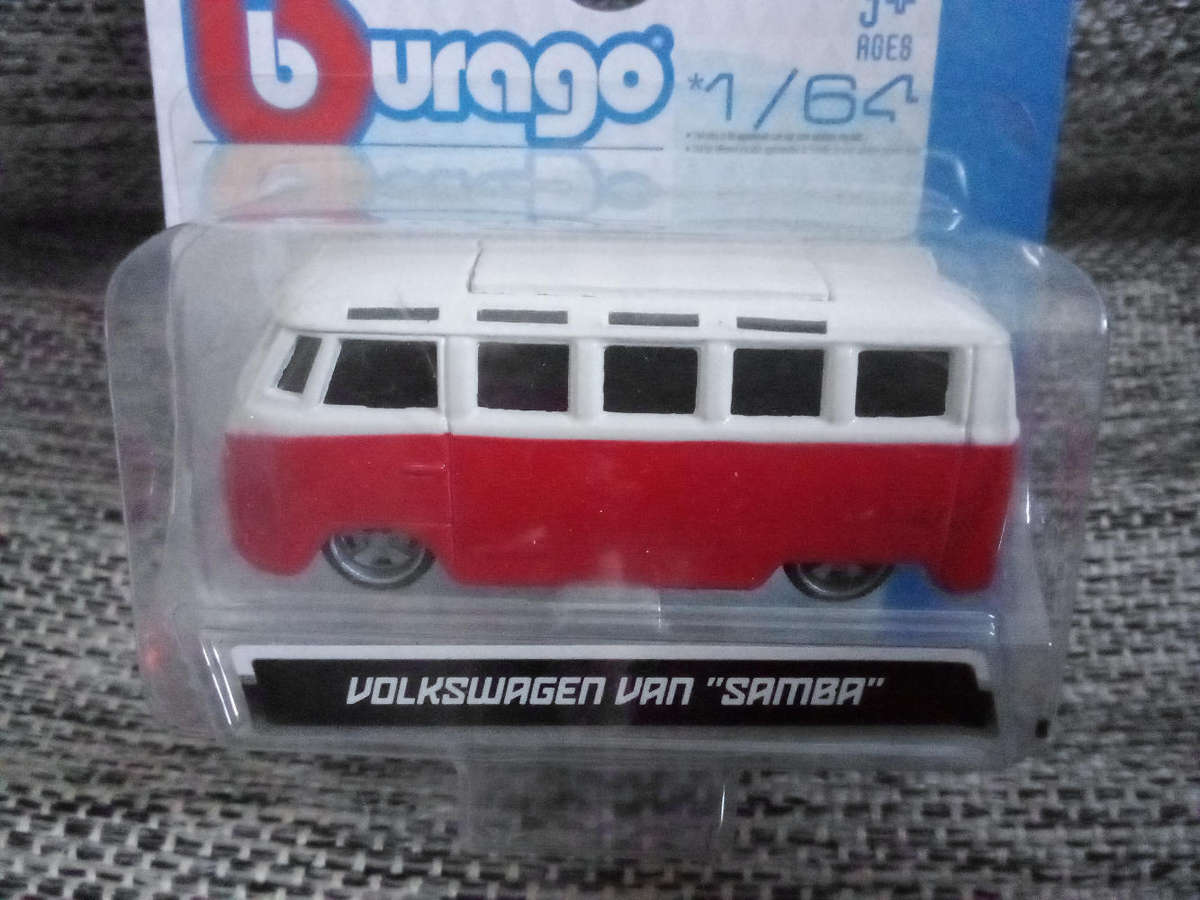 burago
3+
AGES
*1/64
VOLKSWAGEN VAN "SAMBA"